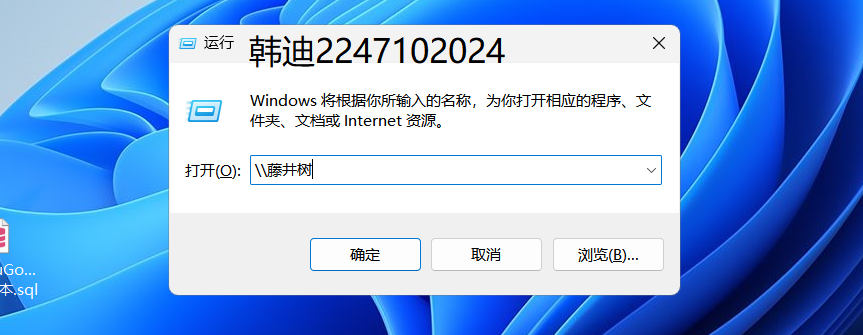 运行 韩迪2247102024
Windows 将根据你所输入的名称，为你打开相应的程序、文
件夹、文档或 Internet 资源。
打开(O): \\藤井树
确定 取消 浏览(B)...
uGo...
本.sql